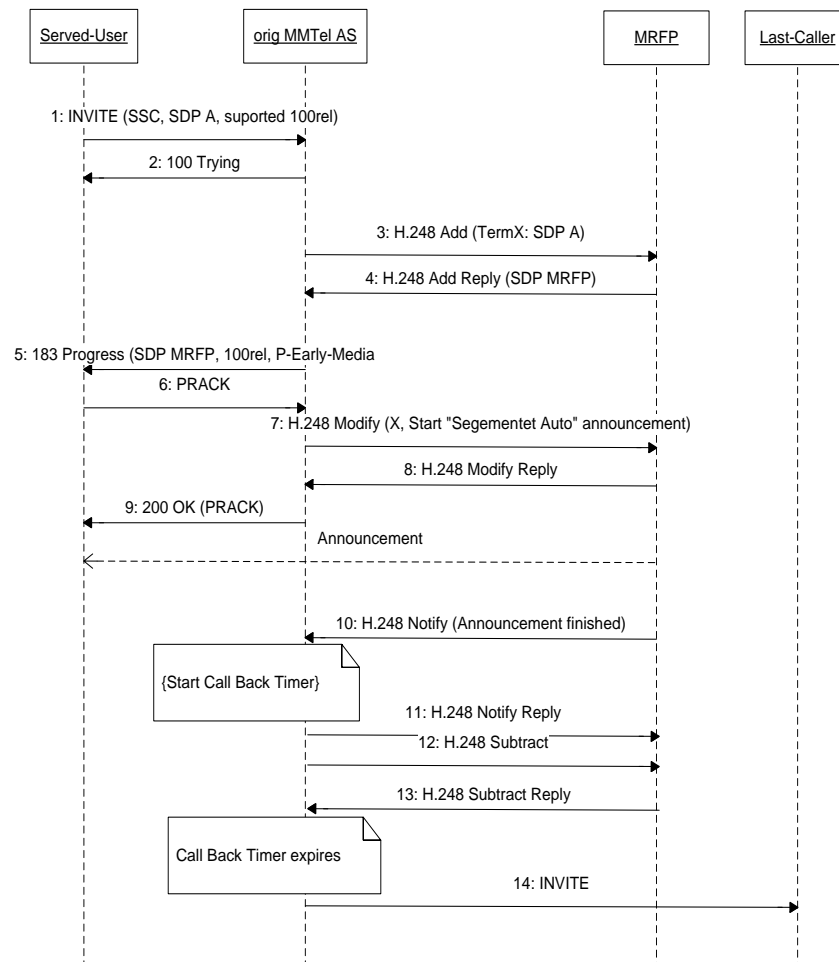 Served-User
orig MMTel AS
MRFP
Last-Caller
1: INVITE (SSC, SDP A, suported 100rel)
2: 100 Trying
3: H.248 Add (TermX: SDP A)
4: H.248 Add Reply (SDP MRFP)
5: 183 Progress (SDP MRFP, 100rel, P-Early-Media
6: PRACK
7: H.248 Modify (X, Start "Segementet Auto" announcement)
8: H.248 Modify Reply
9: 200 OK (PRACK)
Announcement
10: H.248 Notify (Announcement finished)
{Start Call Back Timer}
11: H.248 Notify Reply
12: H.248 Subtract
13: H.248 Subtract Reply
Call Back Timer expires
14: INVITE